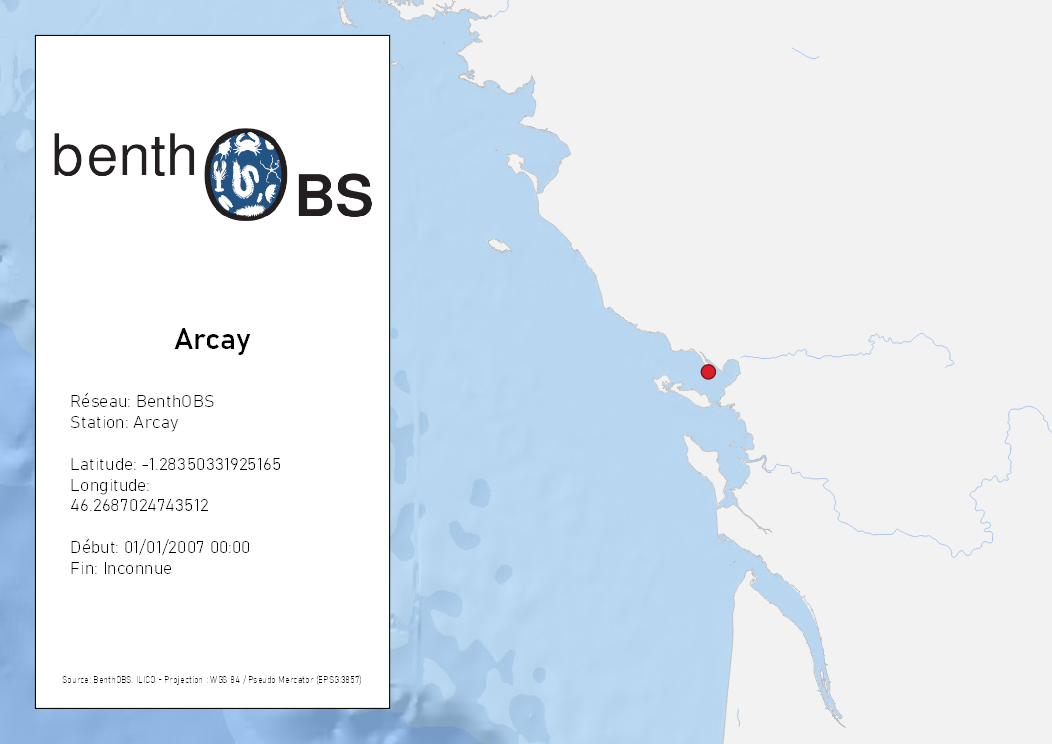 benthOBS
Arcay
Réseau: BenthOBS
Station: Arcay
Latitude: -1.28350331925165
Longitude:
46.2687024743512
Début: 01/01/2007 00:00
Fin: Inconnue
Source: BenthOBS, ILICO - Projection : WGS 84 / Pseudo Mercator (EPSG:3857)